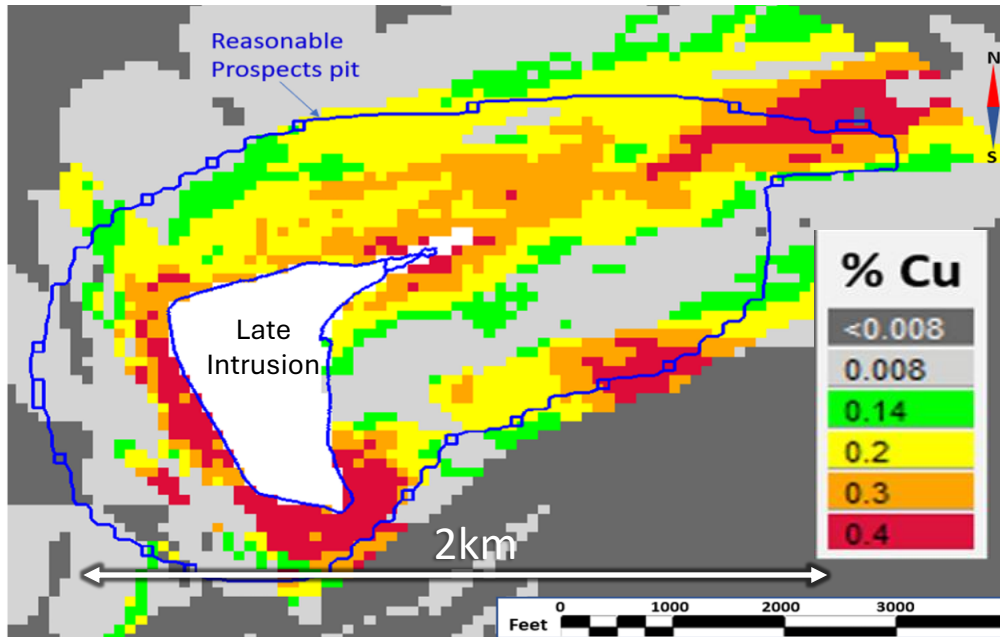 Reasonable
Prospects pit
N
S
Late
Intrusion
% Cu
<0.008
0.008
0.14
0.2
0.3
0.4
2km
0 1000 2000 3000
Feet